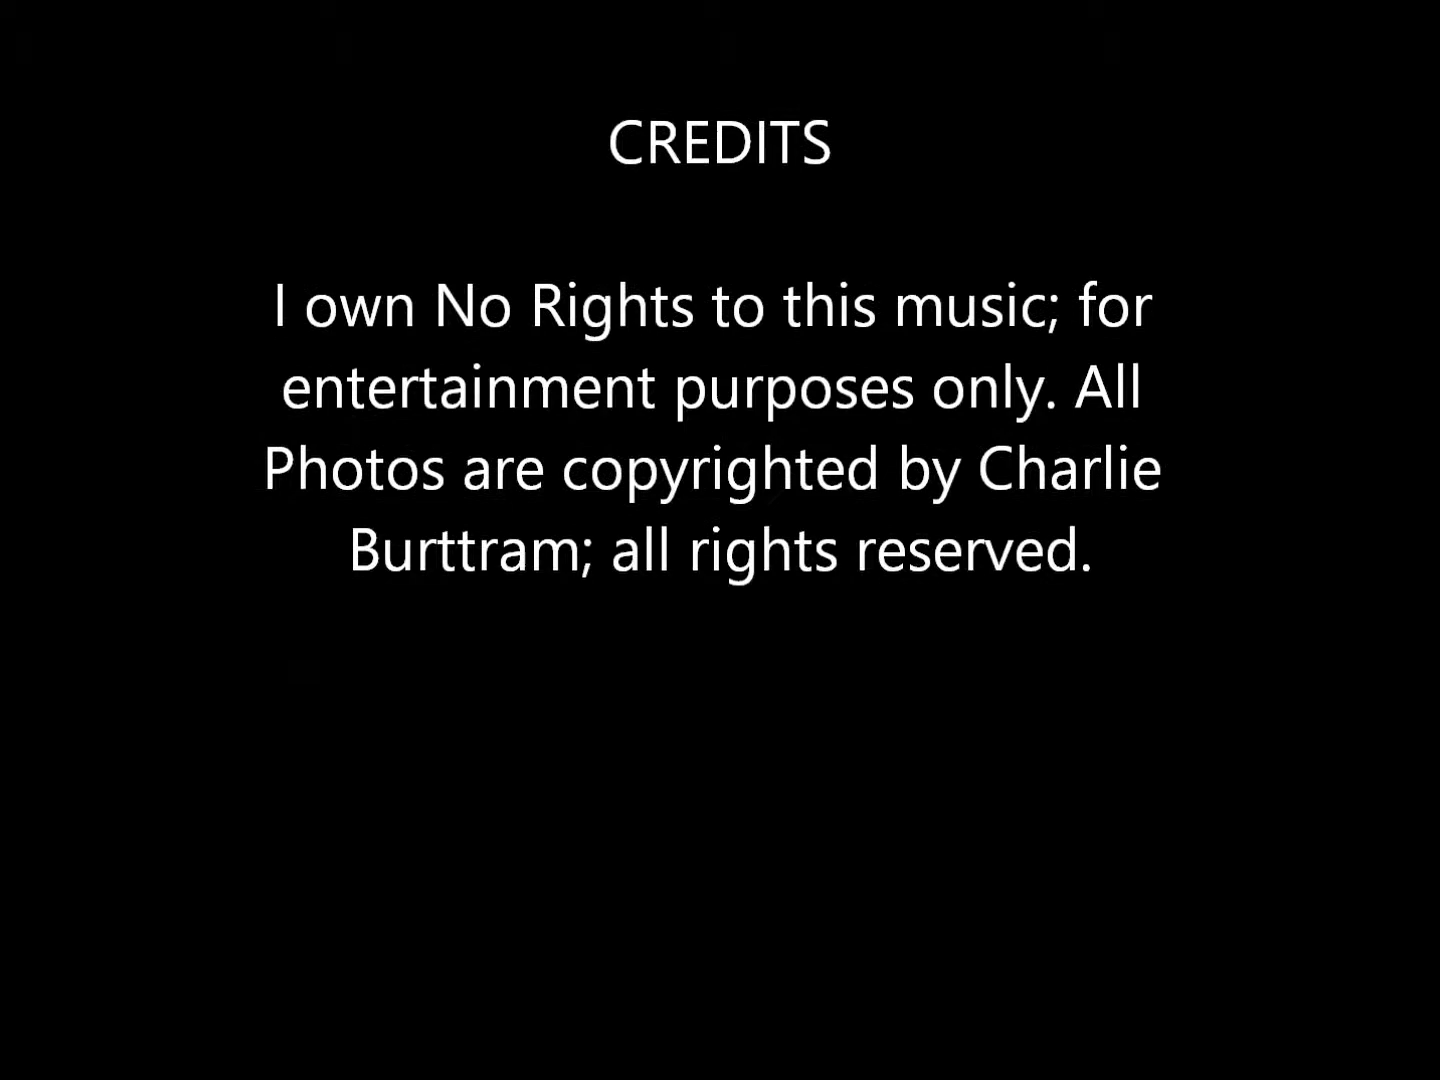 CREDITS
I own No Rights to this music; for
entertainment purposes only. All
Photos are copyrighted by Charlie
Burttram; all rights reserved.